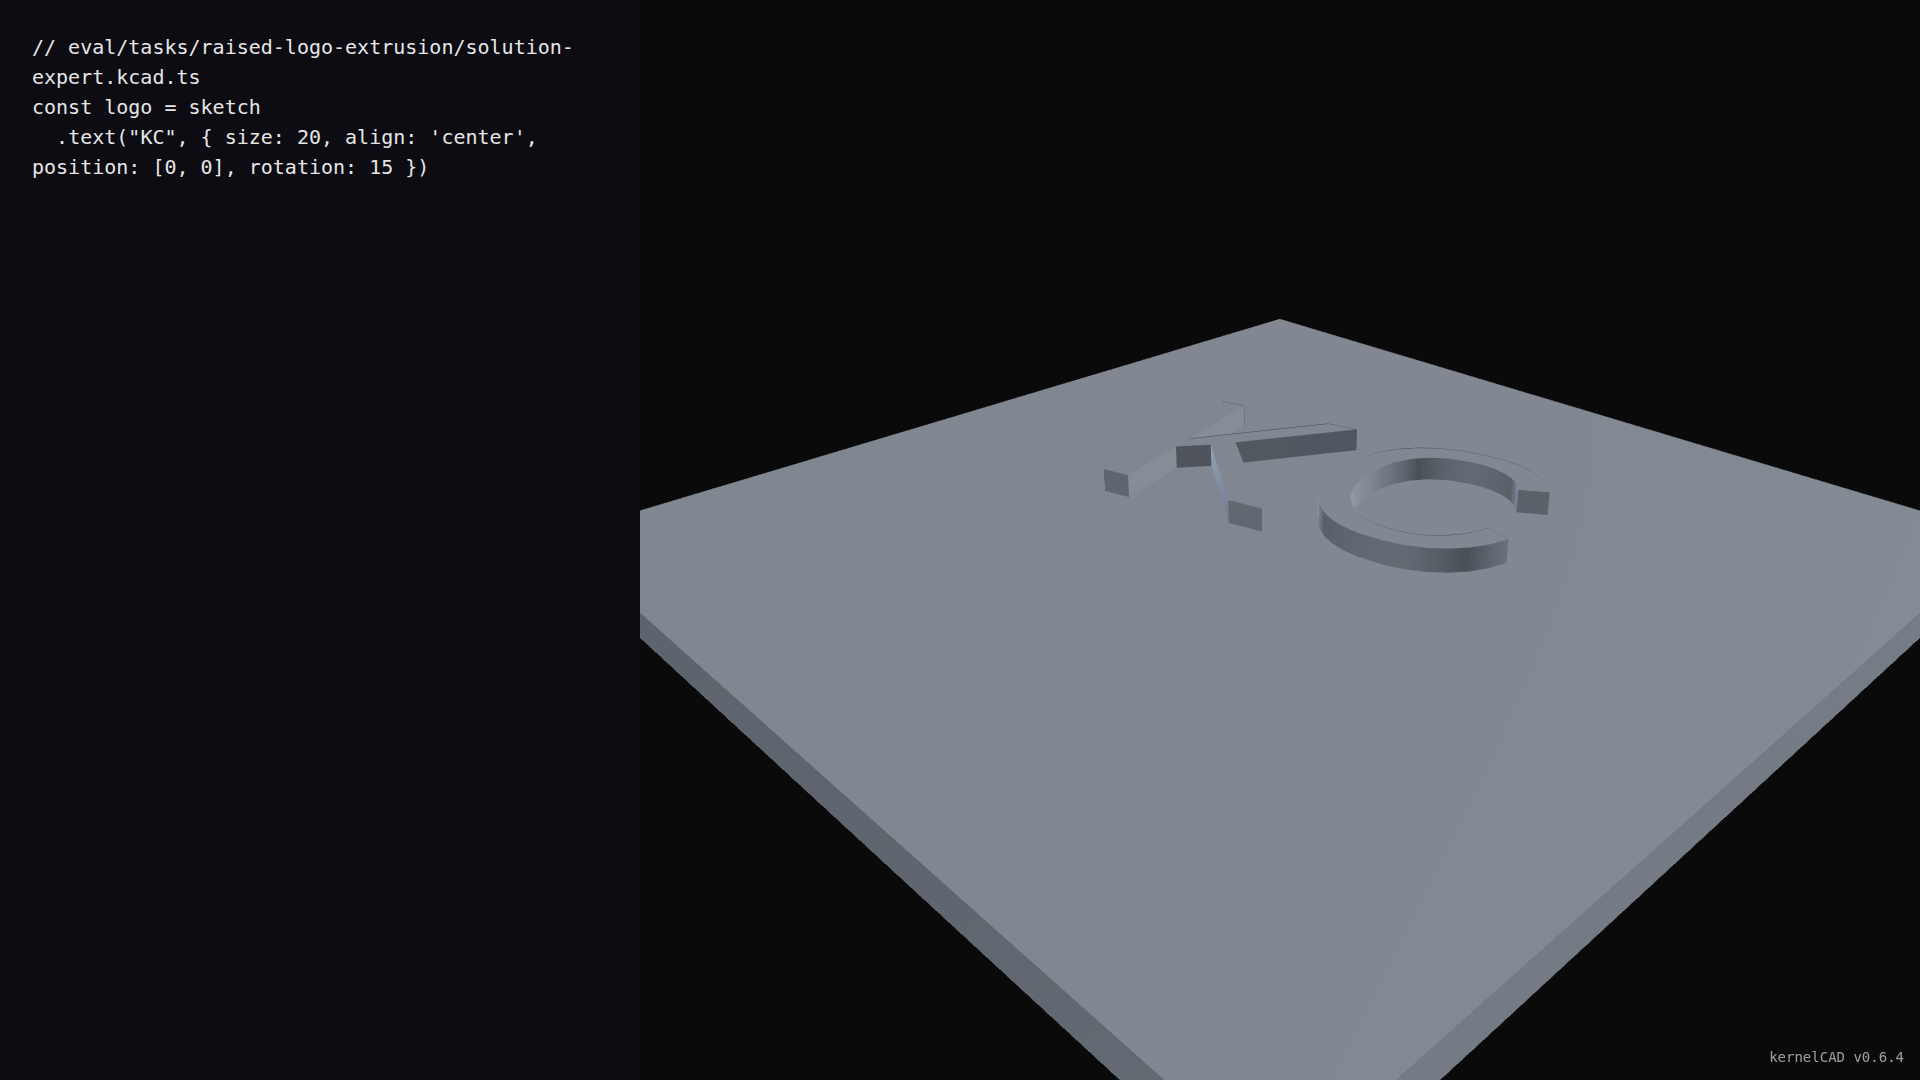 // eval/tasks/raised-logo-extrusion/solution-
expert.kcad.ts
const logo = sketch
  .text("KC", { size: 20, align: 'center',
position: [0, 0], rotation: 15 })
KC
kernelCAD v0.6.4